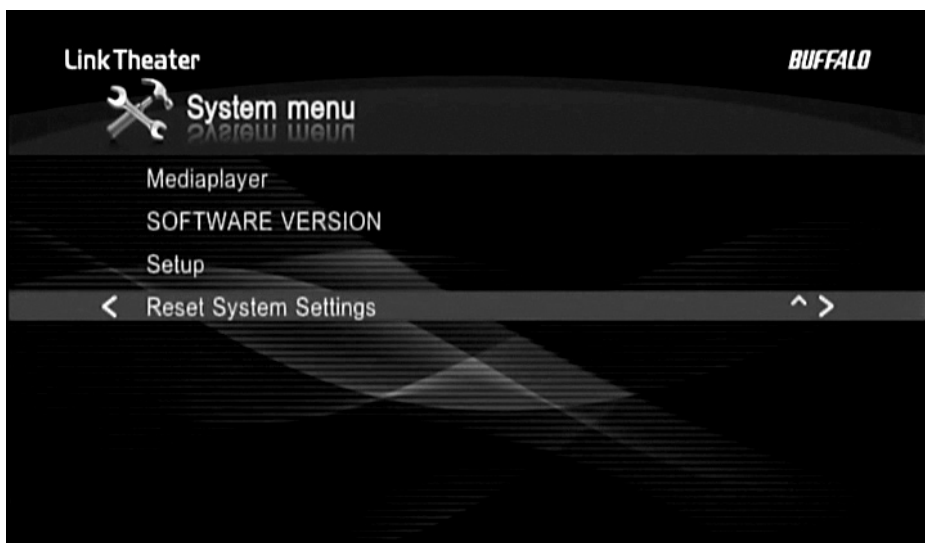 LinkTheater
BUFFALO
System menu
Mediaplayer
SOFTWARE VERSION
Setup
< Reset System Settings ^ >